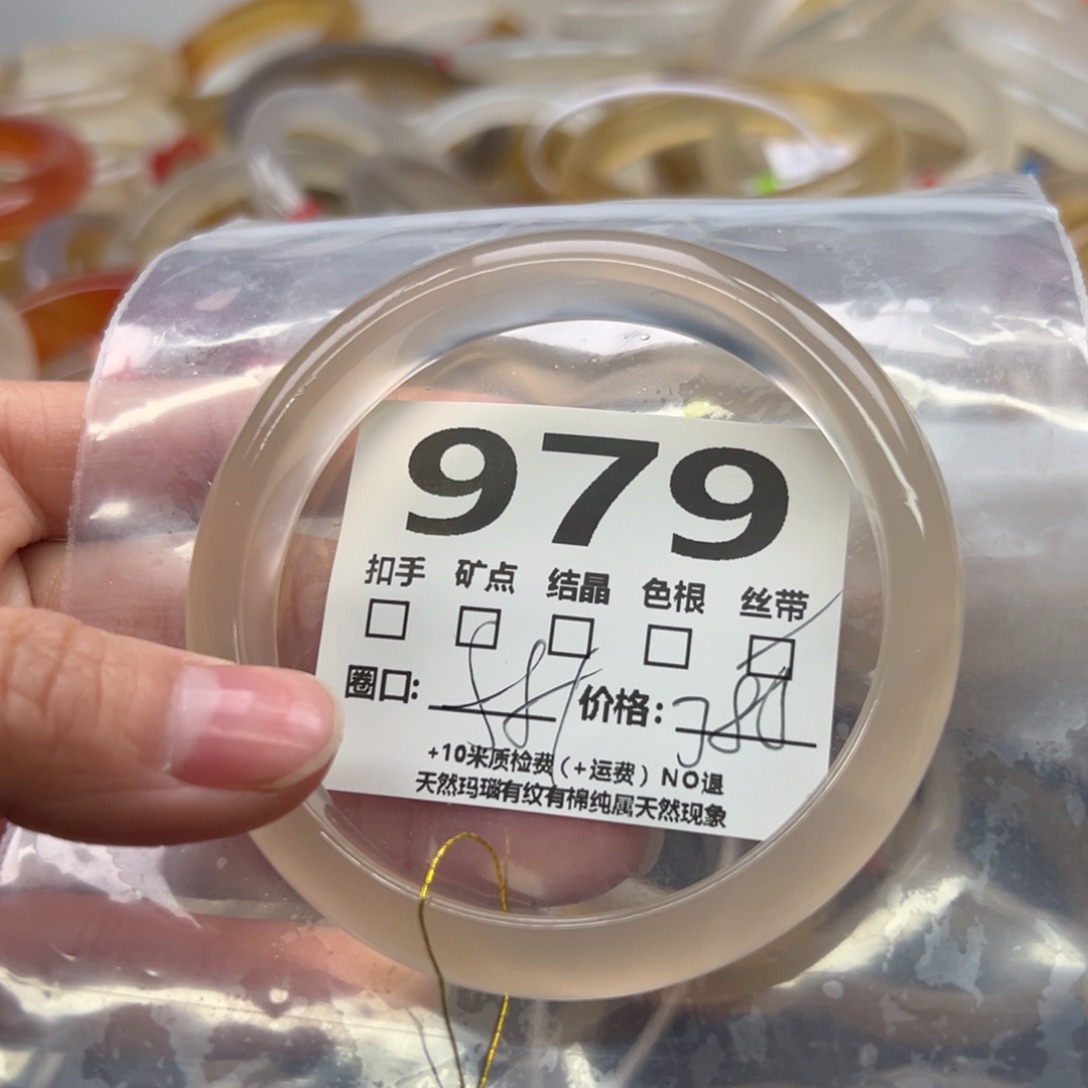 979
扣手 矿点 结晶 色根 丝带
圈口: 价格: 380
+10米质检费（+运费）NO退
天然玛瑙有纹有棉纯属天然现象